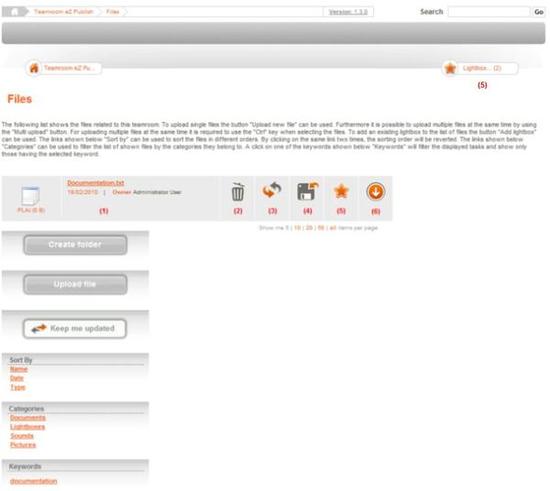 Teamroom eZ Publish Files Version: 1.3.0 Search Go
Teamroom eZ Pu... Lightbox... (2)
(5)
Files
The following list shows the files related to this teamroom. To upload single files the button "Upload new file" can be used. Furthermore it is possible to upload multiple files at the same time by using
the "Multi upload" button. For uploading multiple files at the same time it is required to use the "Ctrl" key when selecting the files. To add an existing lightbox to the list of files the button "Add lightbox"
can be used. The links shown below "Sort by" can be used to sort the files in different orders. By clicking on the same link two times, the sorting order will be reverted. The links shown below
"Categories" can be used to filter the list of shown files by the categories they belong to. A click on one of the keywords shown below "Keywords" will filter the displayed tasks and show only
those having the selected keyword.
Documentation.txt
16/02/2010 | Owner Administrator User
PLAI (0 B) (1) (2) (3) (4) (5) (6)
Show me 5 | 10 | 20 | 50 | all items per page
Create folder
Upload file
Keep me updated
Sort By
Name
Date
Type
Categories
Documents
Lightboxes
Sounds
Pictures
Keywords
documentation